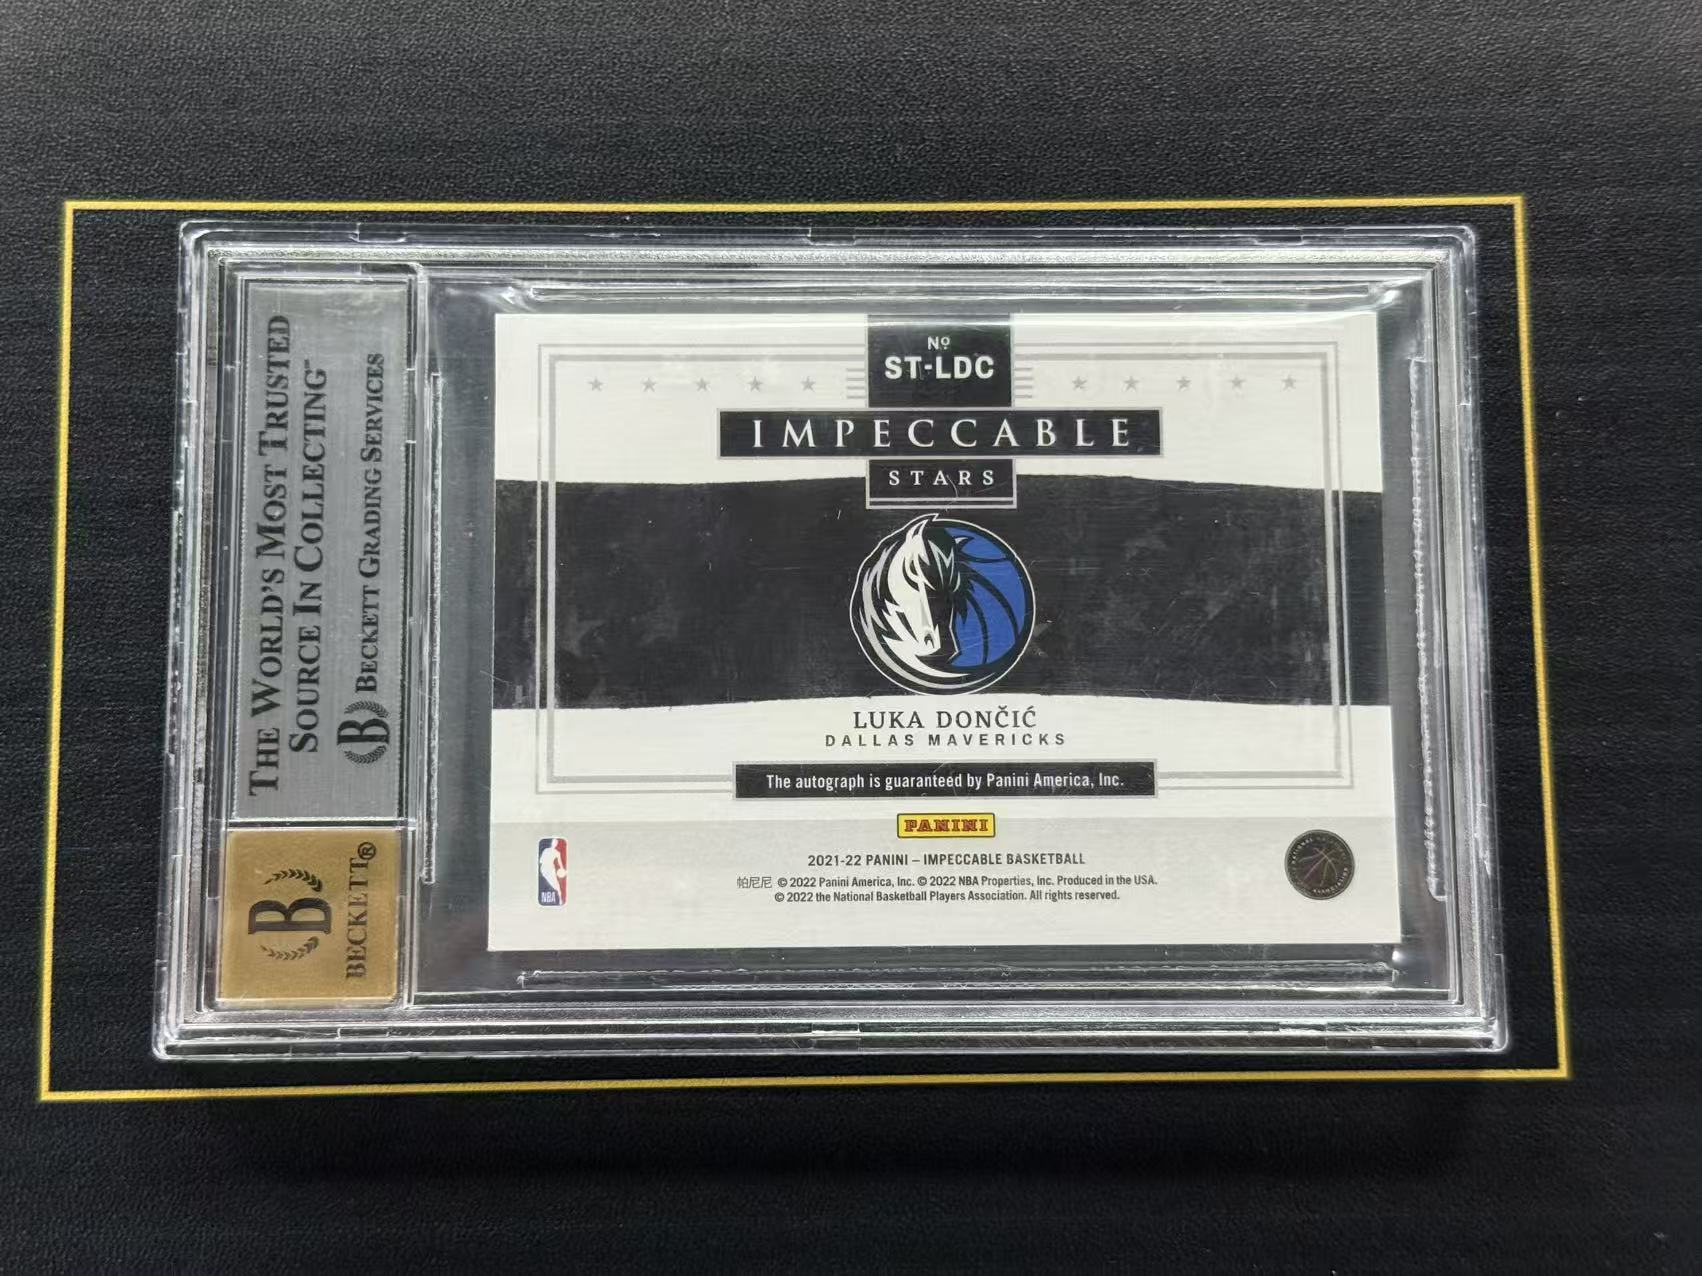 THE WORLD'S MOST TRUSTED
SOURCE IN COLLECTING™
B BECKETT GRADING SERVICES
B
BECKETT®
Nº
ST-LDC
IMPECCABLE
STARS
LUKA DONČIĆ
DALLAS MAVERICKS
The autograph is guaranteed by Panini America, Inc.
PANINI
NBA
2021-22 PANINI – IMPECCABLE BASKETBALL
帕尼尼 © 2022 Panini America, Inc. © 2022 NBA Properties, Inc. Produced in the USA.
© 2022 the National Basketball Players Association. All rights reserved.